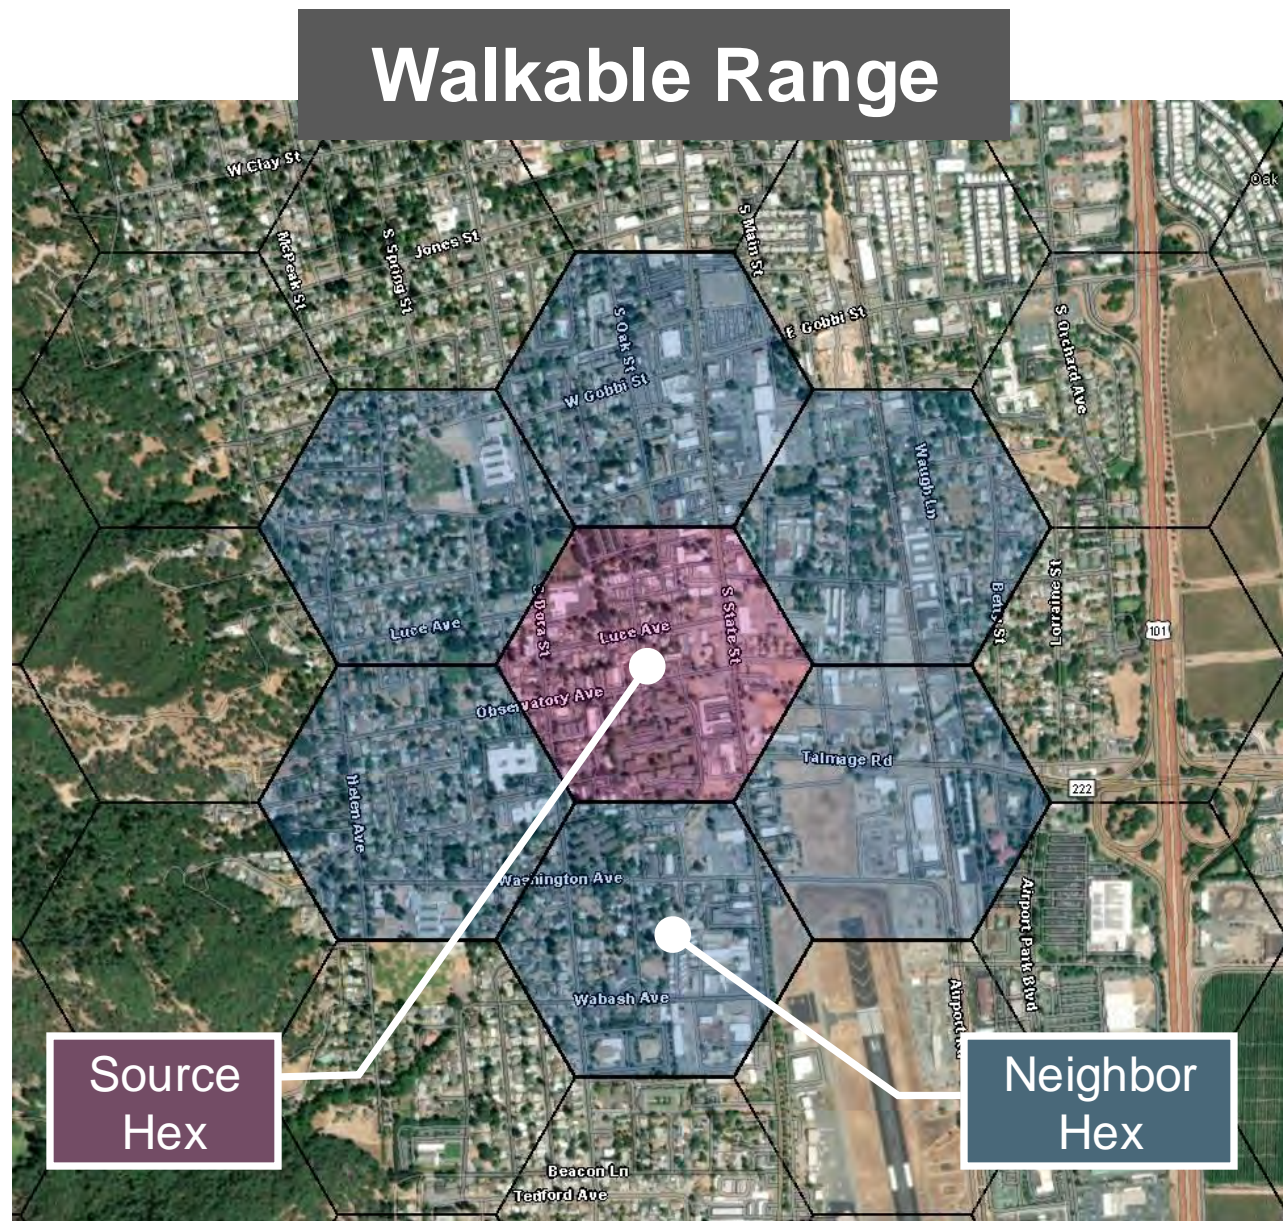 Walkable Range
W Clay St
Oak
McPeak St
S Spring St
Jones St
S Main St
S Oak St
E Gobbi St
S Orchard Ave
W Gobbi St
Waugh Ln
Betty St
Lorraine St
S Dora St
Luce Ave
Luce Ave
S State St
101
Observatory Ave
Talmage Rd
222
Helen Ave
Washington Ave
Airport Park Blvd
Wabash Ave
Source
Hex
Neighbor
Hex
Beacon Ln
Tedford Ave